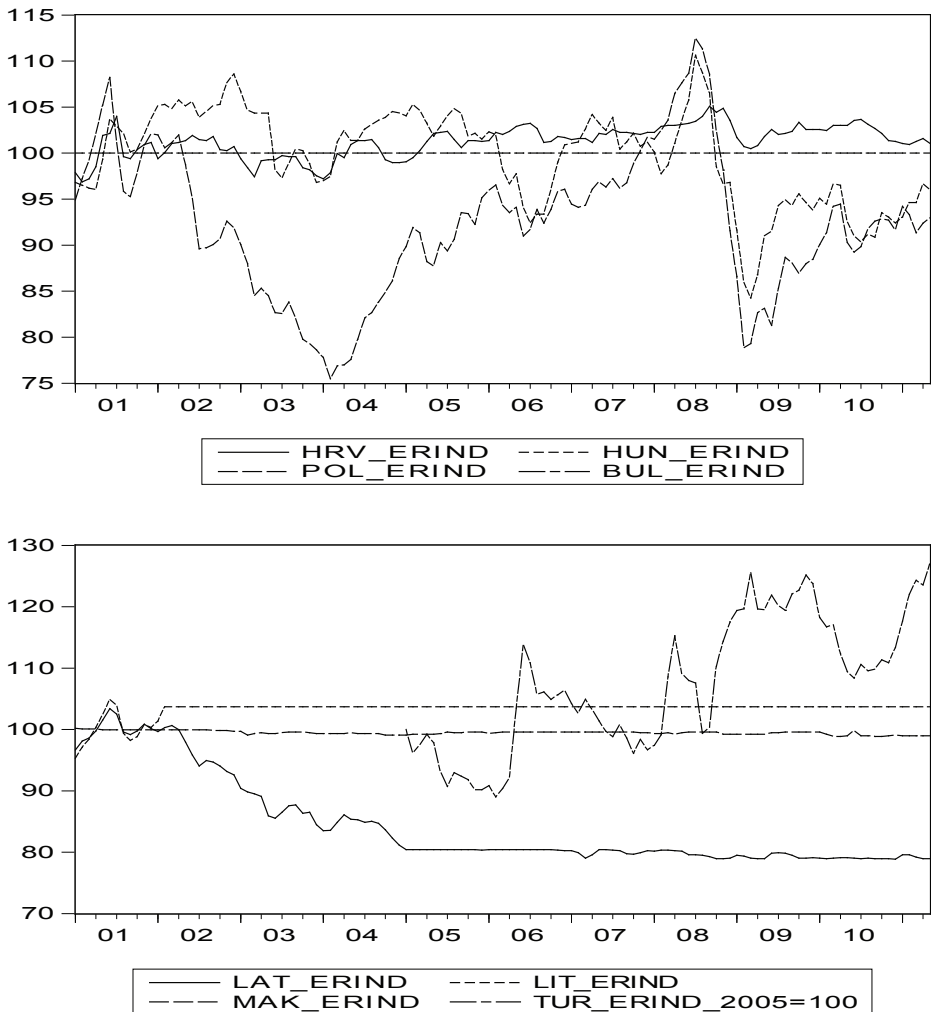 115
110
105
100
95
90
85
80
75
01 02 03 04 05 06 07 08 09 10
HRV_ERIND HUN_ERIND
POL_ERIND BUL_ERIND
130
120
110
100
90
80
70
01 02 03 04 05 06 07 08 09 10
LAT_ERIND LIT_ERIND
MAK_ERIND TUR_ERIND_2005=100